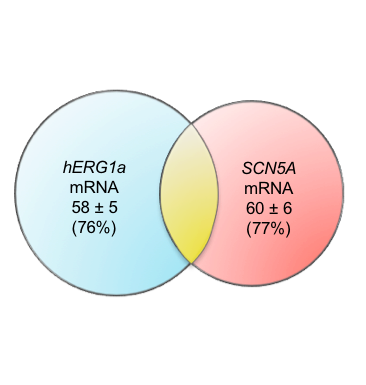 hERG1a
mRNA
58 ± 5
(76%)
SCN5A
mRNA
60 ± 6
(77%)